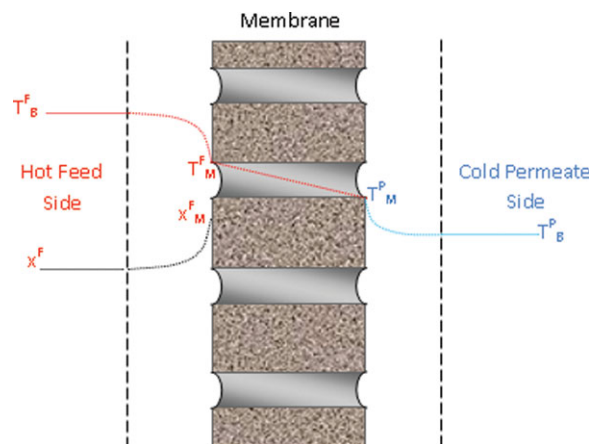 Membrane
T^F_B
Hot Feed
Side
T^F_M
X^F_M
X^F
T^P_M
Cold Permeate
Side
T^P_B